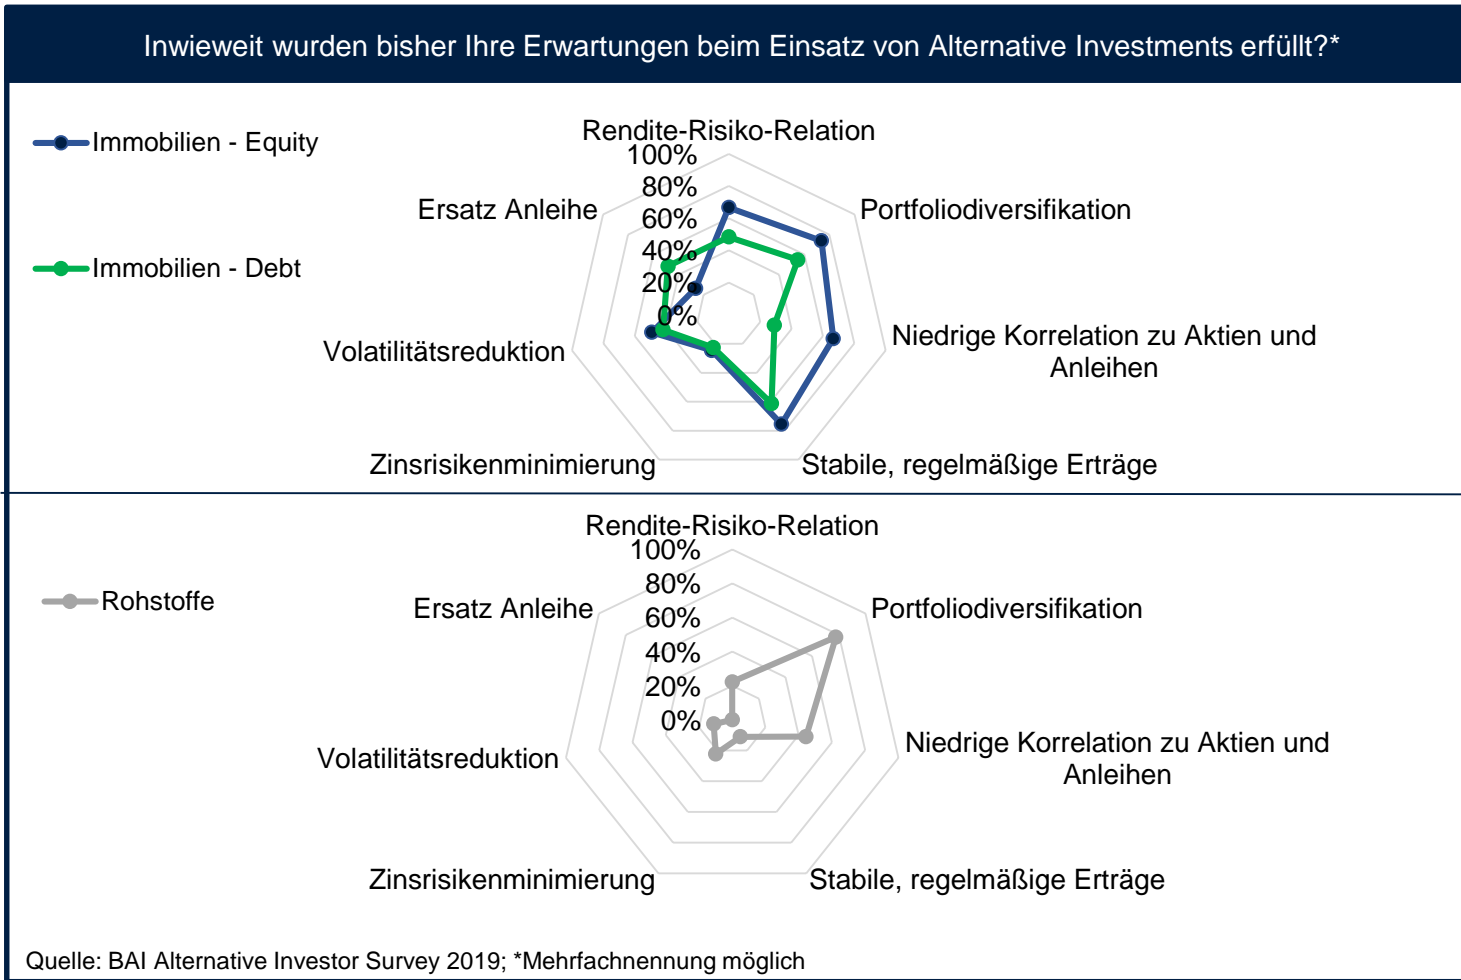 Inwieweit wurden bisher Ihre Erwartungen beim Einsatz von Alternative Investments erfüllt?*
Immobilien - Equity
Immobilien - Debt
Rendite-Risiko-Relation
100%
80%
60%
40%
20%
0%
Portfoliodiversifikation
Niedrige Korrelation zu Aktien und
Anleihen
Stabile, regelmäßige Erträge
Zinsrisikenminimierung
Volatilitätsreduktion
Ersatz Anleihe
Rohstoffe
Rendite-Risiko-Relation
100%
80%
60%
40%
20%
0%
Portfoliodiversifikation
Niedrige Korrelation zu Aktien und
Anleihen
Stabile, regelmäßige Erträge
Zinsrisikenminimierung
Volatilitätsreduktion
Ersatz Anleihe
Quelle: BAI Alternative Investor Survey 2019; *Mehrfachnennung möglich